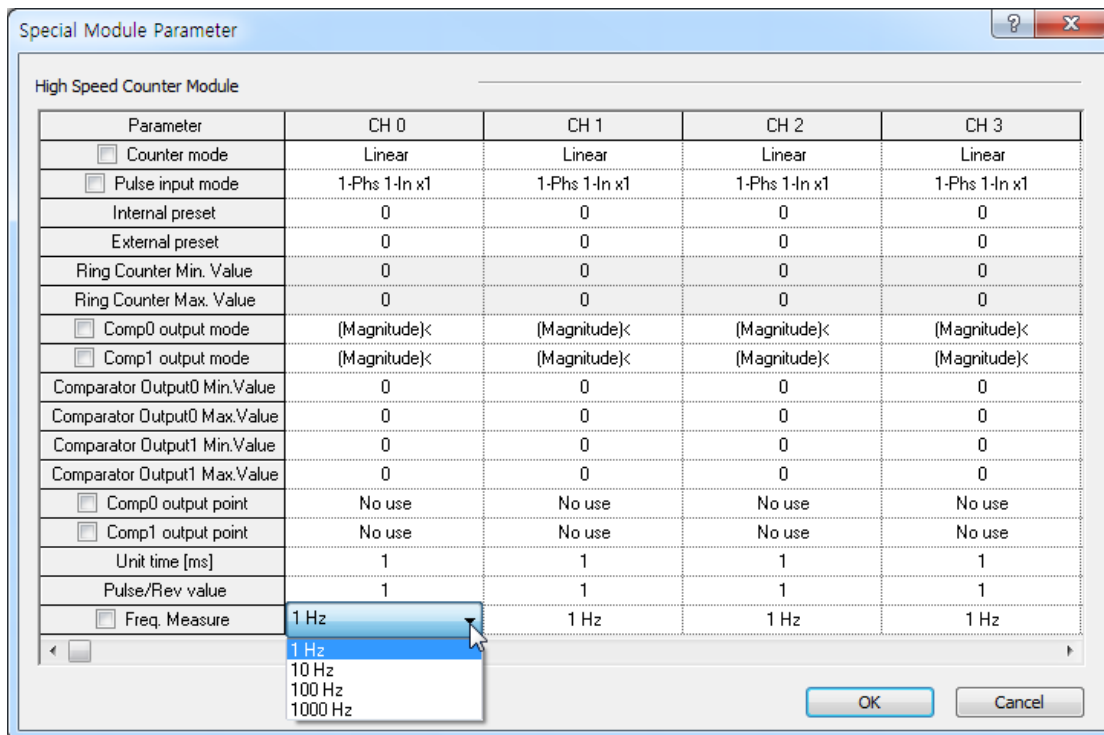 Special Module Parameter
High Speed Counter Module
Parameter CH 0 CH 1 CH 2 CH 3
Counter mode Linear Linear Linear Linear
Pulse input mode 1-Phs 1-In x1 1-Phs 1-In x1 1-Phs 1-In x1 1-Phs 1-In x1
Internal preset 0 0 0 0
External preset 0 0 0 0
Ring Counter Min. Value 0 0 0 0
Ring Counter Max. Value 0 0 0 0
Comp0 output mode (Magnitude)< (Magnitude)< (Magnitude)< (Magnitude)<
Comp1 output mode (Magnitude)< (Magnitude)< (Magnitude)< (Magnitude)<
Comparator Output0 Min.Value 0 0 0 0
Comparator Output0 Max.Value 0 0 0 0
Comparator Output1 Min.Value 0 0 0 0
Comparator Output1 Max.Value 0 0 0 0
Comp0 output point No use No use No use No use
Comp1 output point No use No use No use No use
Unit time [ms] 1 1 1 1
Pulse/Rev value 1 1 1 1
Freq. Measure 1 Hz 1 Hz 1 Hz 1 Hz
1 Hz
10 Hz
100 Hz
1000 Hz
OK Cancel